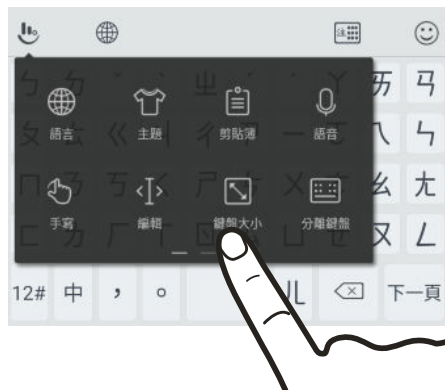 注
ㄞ ㄢ
語言 主題 剪貼簿 語音
ㄟ ㄣ
ㄠ ㄤ
手寫 編輯 鍵盤大小 分離鍵盤
ㄡ ㄥ
12# 中 , 。 ㄦ 下一頁